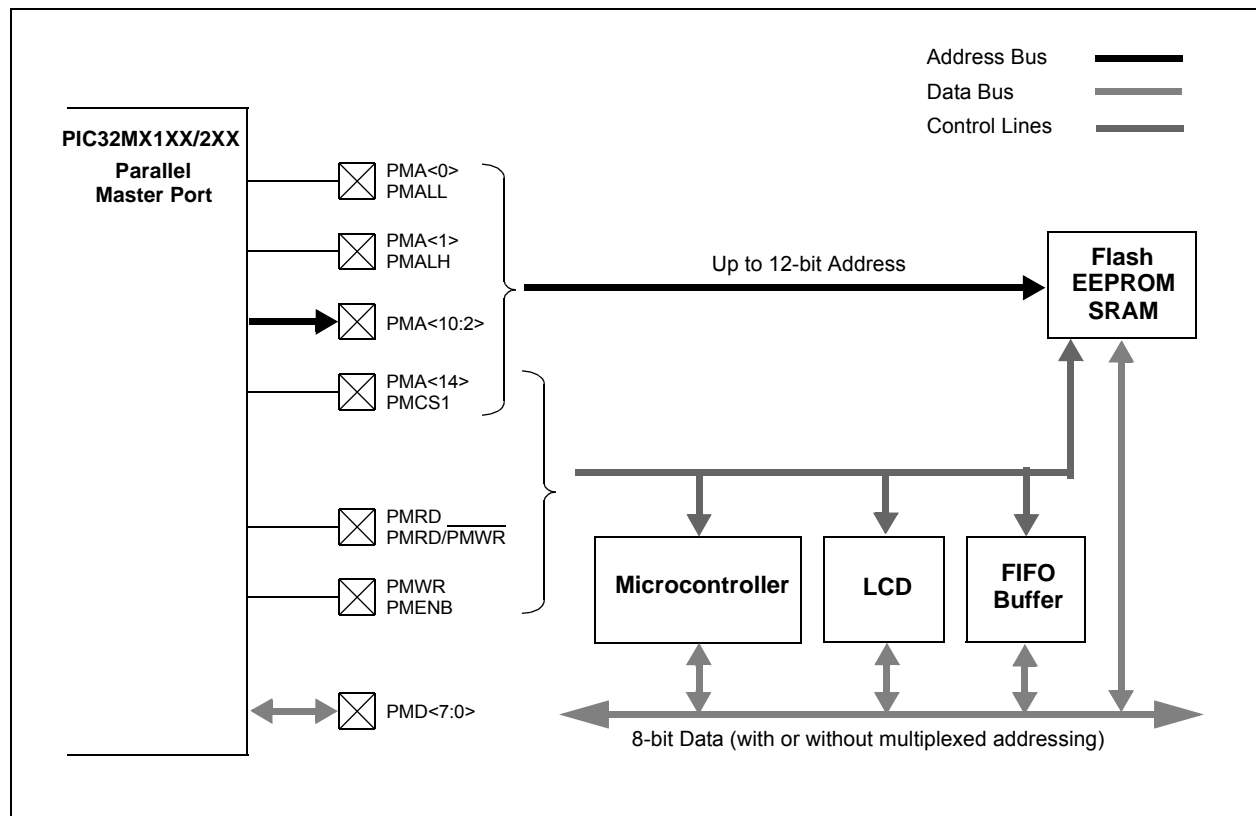 Address Bus
Data Bus
Control Lines
PIC32MX1XX/2XX
Parallel
Master Port
PMA<0>
PMALL
PMA<1>
PMALH
PMA<10:2>
PMA<14>
PMCS1
PMRD
PMRD/PMWR
PMWR
PMENB
PMD<7:0>
Up to 12-bit Address
Flash
EEPROM
SRAM
Microcontroller
LCD
FIFO
Buffer
8-bit Data (with or without multiplexed addressing)